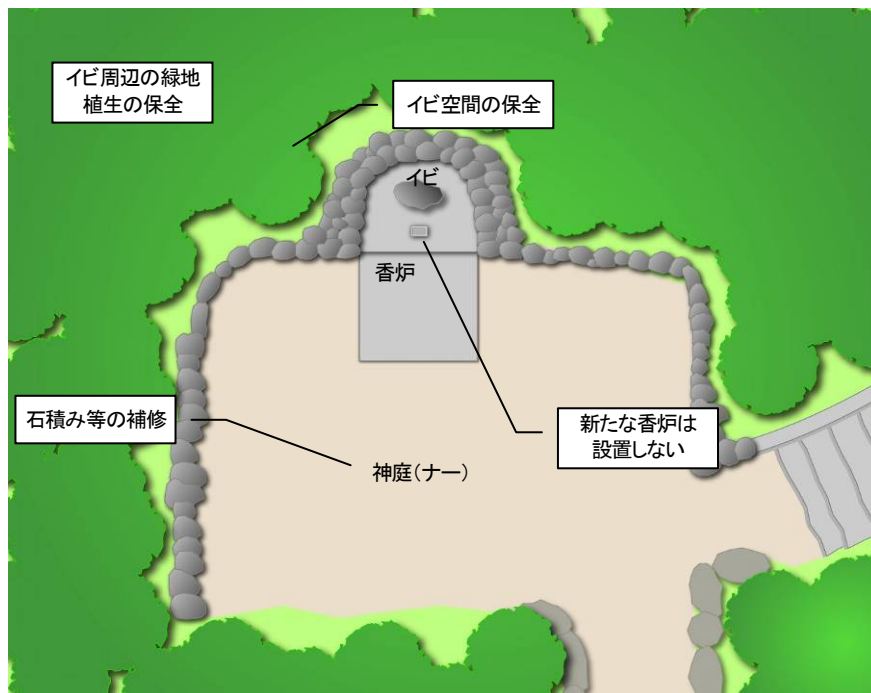 イビ周辺の緑地
植生の保全
イビ空間の保全
イビ
香炉
石積み等の補修
新たな香炉は
設置しない
神庭(ナー)